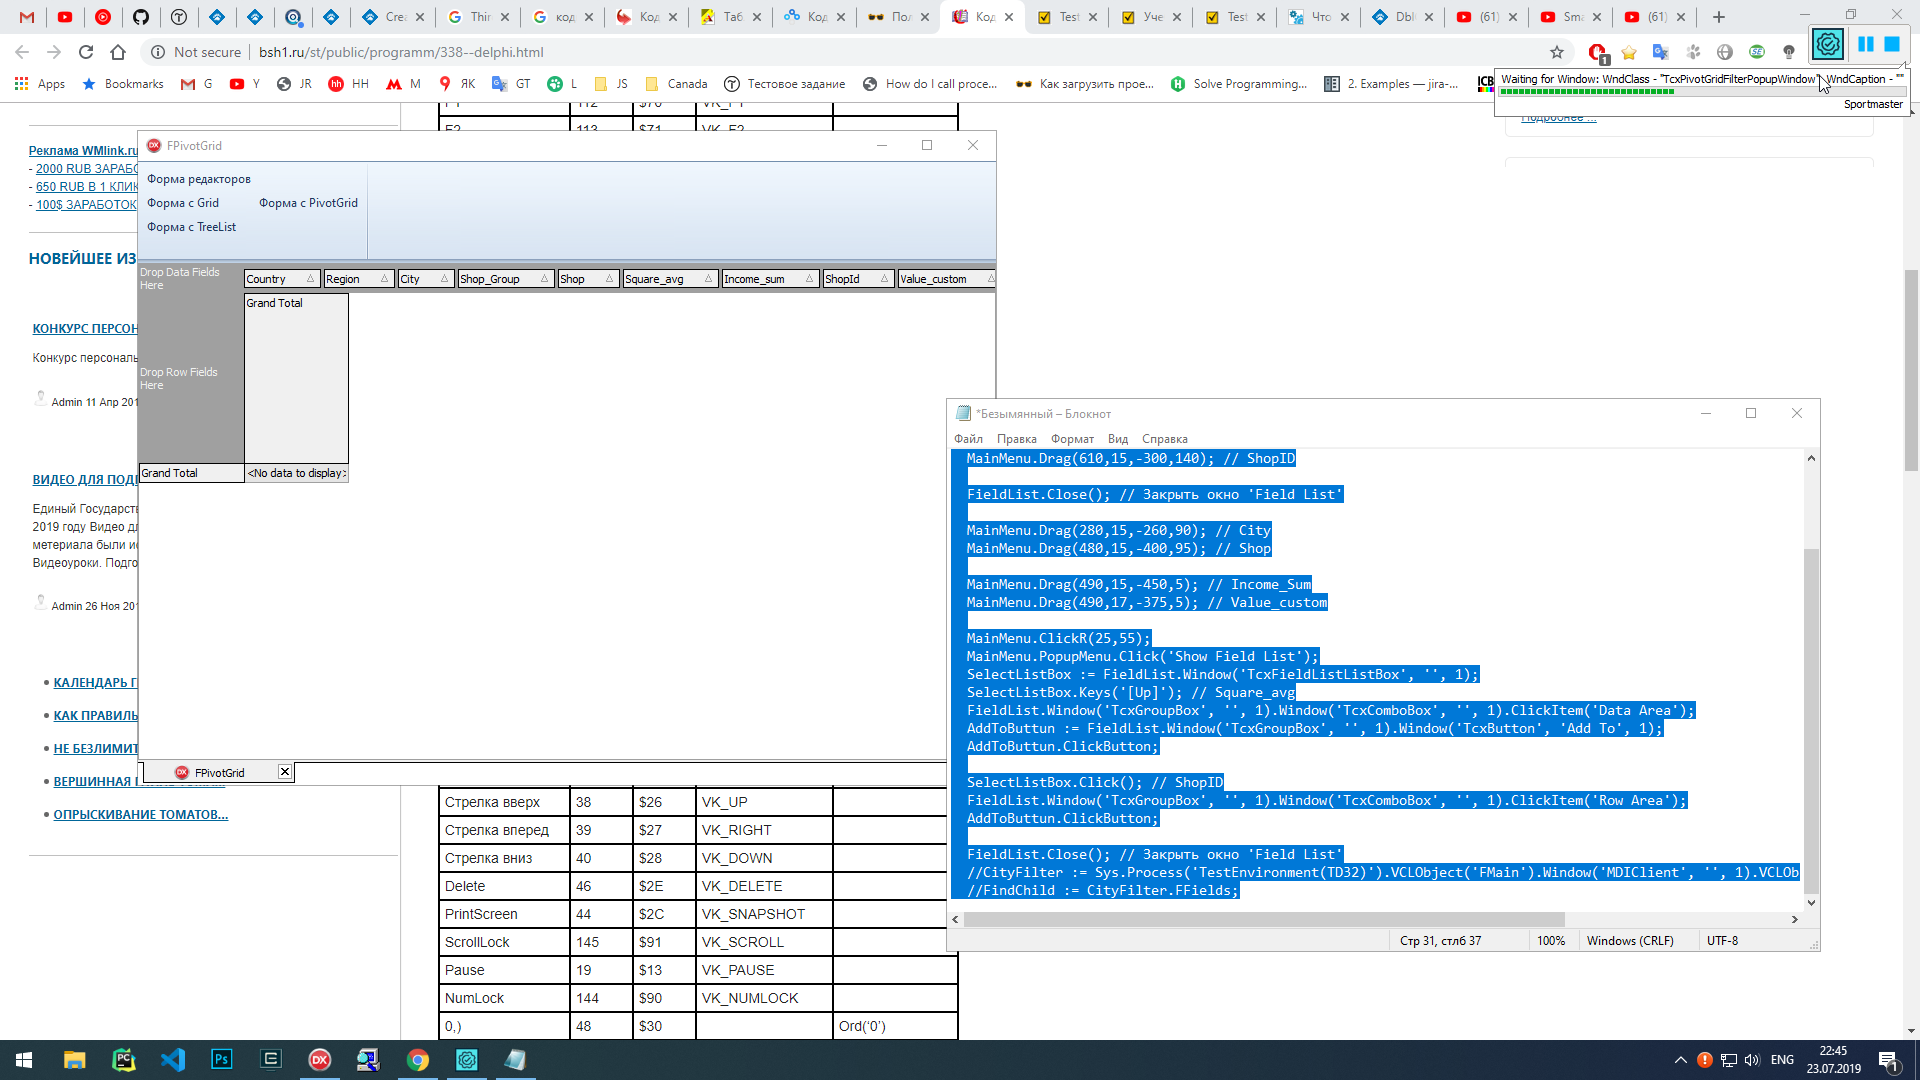 Crea
Thir
код
Код
Таб
Код
Пол
Код
Test
Уче
Test
Что
(61)
Sma
(61)
Not secure
bsh1.ru/st/public/programm/338--delphi.html
Apps
Bookmarks
G
Y
JR
HH
M
ЯК
GT
L
JS
Canada
Тестовое задание
How do I call proce...
Как загрузить прое...
Solve Programming...
2. Examples — jira-...
Waiting for Window: WndClass - "TcxPivotGridFilterPopupWindow", WndCaption - ""
Sportmaster
Подробнее ...
F2 113 $71 VK_F2
Реклама WMlink.ru
- 2000 RUB ЗАРАБО
- 650 RUB В 1 КЛИК
- 100$ ЗАРАБОТОК
НОВЕЙШЕЕ ИЗ
КОНКУРС ПЕРСОН
Конкурс персональ
Admin 11 Апр 201
ВИДЕО ДЛЯ ПОДГ
Единый Государств
2019 году Видео дл
Видеоуроки. Подго
Admin 26 Ноя 201
КАЛЕНДАРЬ Г
КАК ПРАВИЛЬ
НЕ БЕЗЛИМИТ
ВЕРШИННАЯ
ОПРЫСКИВАНИЕ ТОМАТОВ...
FPivotGrid
Форма редакторов
Форма с Grid
Форма с PivotGrid
Форма с TreeList
Drop Data Fields
Here
Country
Region
City
Shop_Group
Shop
Square_avg
Income_sum
ShopId
Value_custom
Grand Total
Drop Row Fields
Here
Grand Total
<No data to display>
FPivotGrid
Стрелка вверх 38 $26 VK_UP
Стрелка вперед 39 $27 VK_RIGHT
Стрелка вниз 40 $28 VK_DOWN
Delete 46 $2E VK_DELETE
PrintScreen 44 $2C VK_SNAPSHOT
ScrollLock 145 $91 VK_SCROLL
Pause 19 $13 VK_PAUSE
NumLock 144 $90 VK_NUMLOCK
0,) 48 $30 Ord('0')
*Безымянный – Блокнот
Файл Правка Формат Вид Справка
MainMenu.Drag(610,15,-300,140); // ShopID
FieldList.Close(); // Закрыть окно 'Field List'
MainMenu.Drag(280,15,-260,90); // City
MainMenu.Drag(480,15,-400,95); // Shop
MainMenu.Drag(490,15,-450,5); // Income_Sum
MainMenu.Drag(490,17,-375,5); // Value_custom
MainMenu.ClickR(25,55);
MainMenu.PopupMenu.Click('Show Field List');
SelectListBox := FieldList.Window('TcxFieldListListBox', '', 1);
SelectListBox.Keys('[Up]'); // Square_avg
FieldList.Window('TcxGroupBox', '', 1).Window('TcxComboBox', '', 1).ClickItem('Data Area');
AddToButtun := FieldList.Window('TcxGroupBox', '', 1).Window('TcxButton', 'Add To', 1);
AddToButtun.ClickButton;
SelectListBox.Click(); // ShopID
FieldList.Window('TcxGroupBox', '', 1).Window('TcxComboBox', '', 1).ClickItem('Row Area');
AddToButtun.ClickButton;
FieldList.Close(); // Закрыть окно 'Field List'
//CityFilter := Sys.Process('TestEnvironment(TD32)').VCLObject('FMain').Window('MDIClient', '', 1).VCLOb
//FindChild := CityFilter.FFields;
Стр 31, стлб 37
100%
Windows (CRLF)
UTF-8
ENG
22:45
23.07.2019